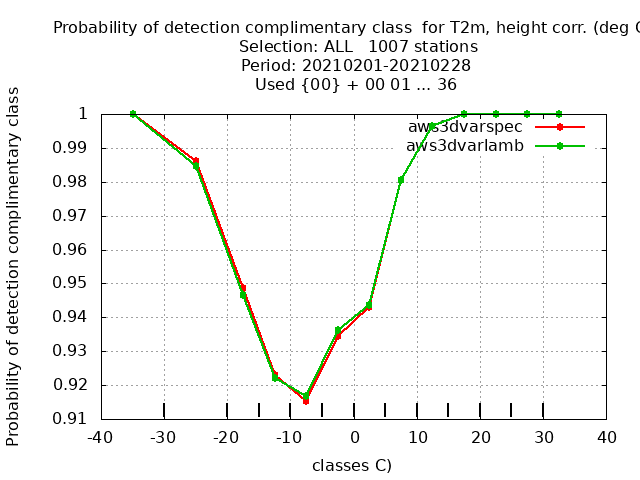 Probability of detection complimentary class  for T2m, height corr. (deg C
Selection: ALL   1007 stations
Period: 20210201-20210228
Used {00} + 00 01 ... 36
Probability of detection complimentary class
1
0.99
0.98
0.97
0.96
0.95
0.94
0.93
0.92
0.91
aws3dvarspec
aws3dvarlamb
-40 -30 -20 -10 0 10 20 30 40
classes C)